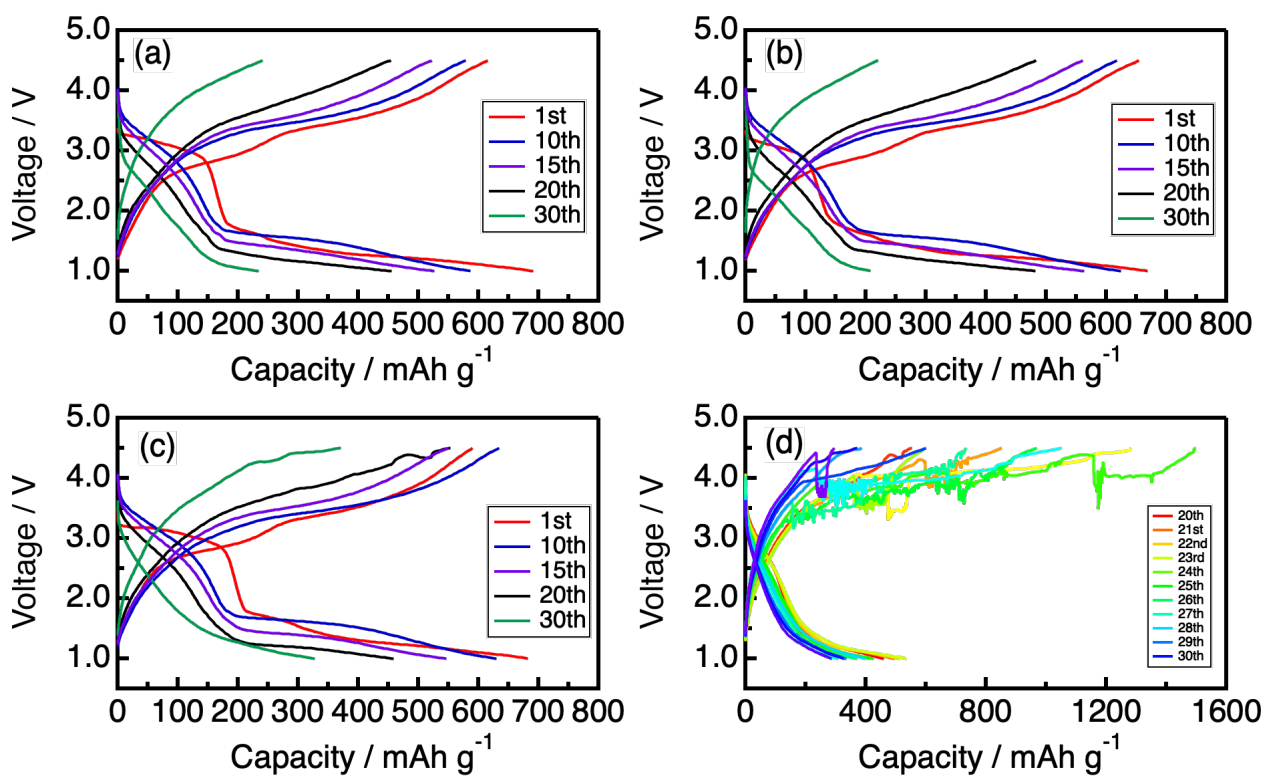 (a)
5.0
4.0
3.0
2.0
1.0
Voltage / V
1st
10th
15th
20th
30th
0 100 200 300 400 500 600 700 800
Capacity / mAh g-1
(b)
5.0
4.0
3.0
2.0
1.0
Voltage / V
1st
10th
15th
20th
30th
0 100 200 300 400 500 600 700 800
Capacity / mAh g-1
(c)
5.0
4.0
3.0
2.0
1.0
Voltage / V
1st
10th
15th
20th
30th
0 100 200 300 400 500 600 700 800
Capacity / mAh g-1
(d)
5.0
4.0
3.0
2.0
1.0
Voltage / V
20th
21st
22nd
23rd
24th
25th
26th
27th
28th
29th
30th
0 400 800 1200 1600
Capacity / mAh g-1